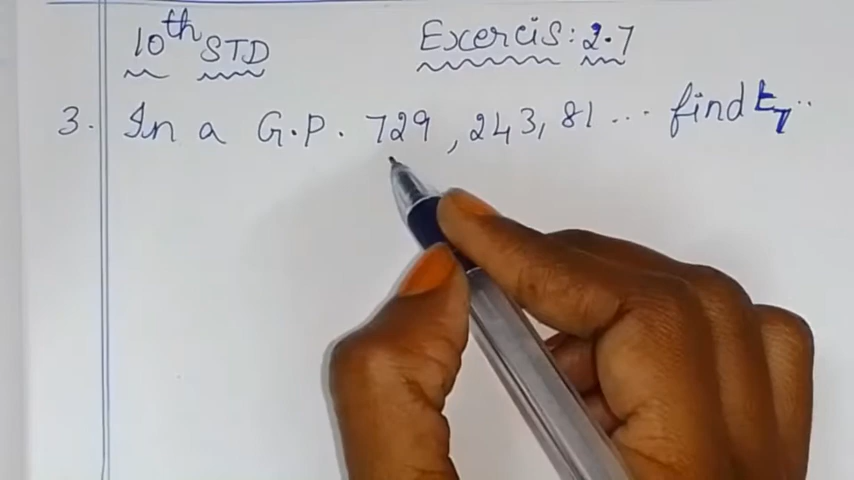 10th STD Exercis: 2.7
3. In a G.P. 729, 243, 81 ... find t7..